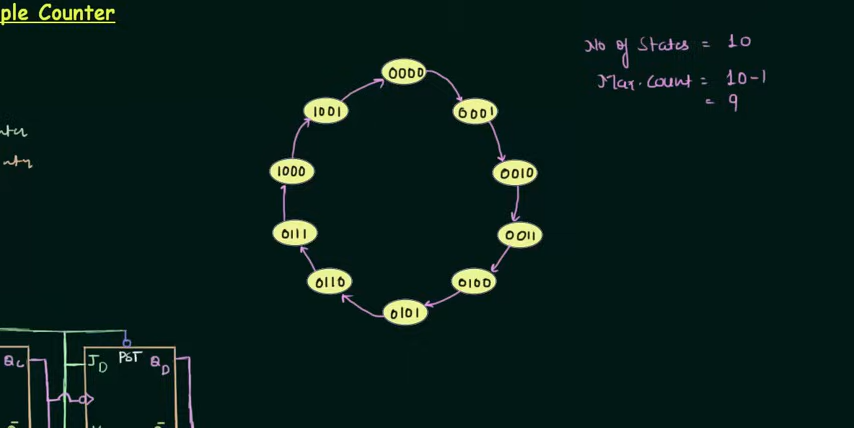 ple Counter
No of States = 10
Max. Count = 10-1
= 9
0000
0001
0010
0011
0100
0101
0110
0111
1000
1001
Q_C
J_D PST Q_D